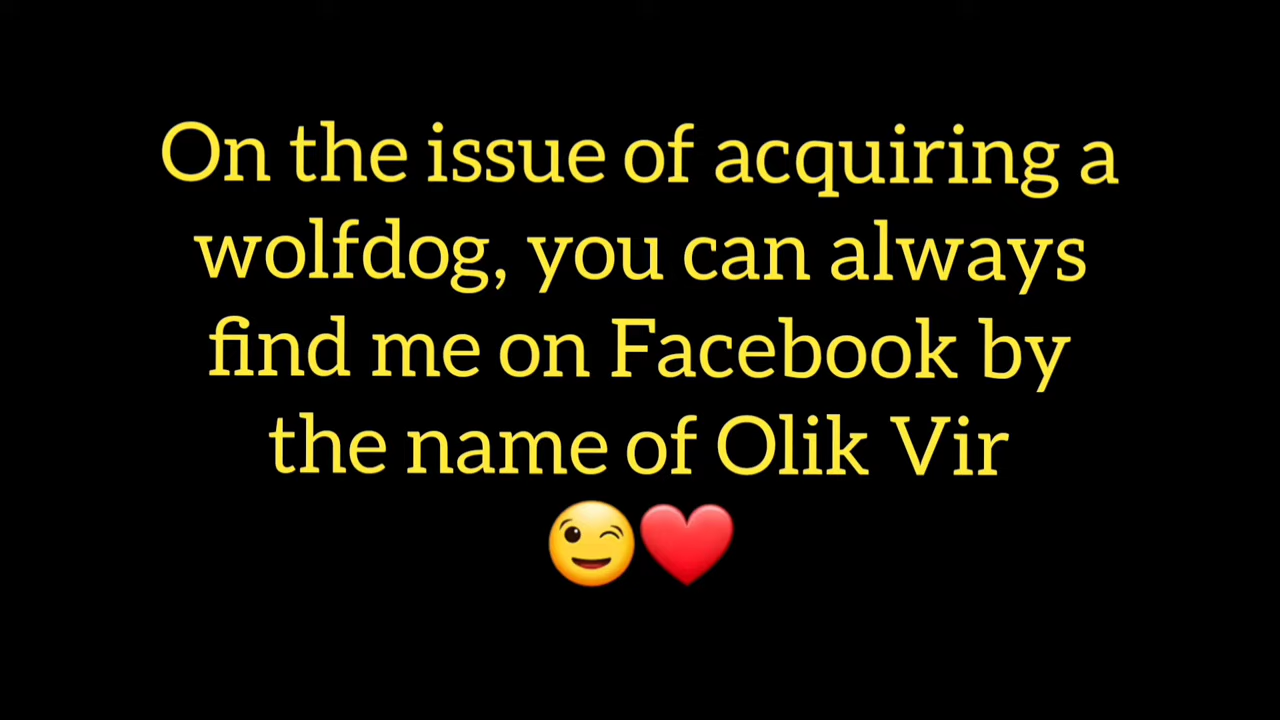 On the issue of acquiring a
wolfdog, you can always
find me on Facebook by
the name of Olik Vir
😉❤️